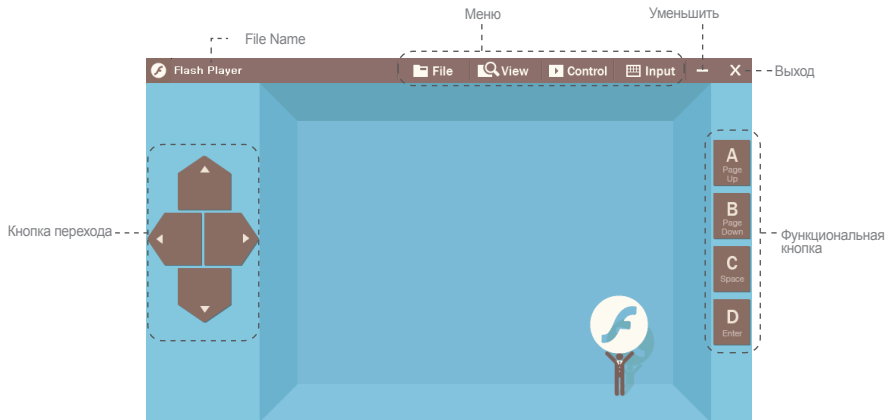 Меню
Уменьшить
File Name
Flash Player
File
View
Control
Input
Выход
A
Page
Up
B
Page
Down
C
Space
D
Enter
Кнопка перехода
Функциональная
кнопка